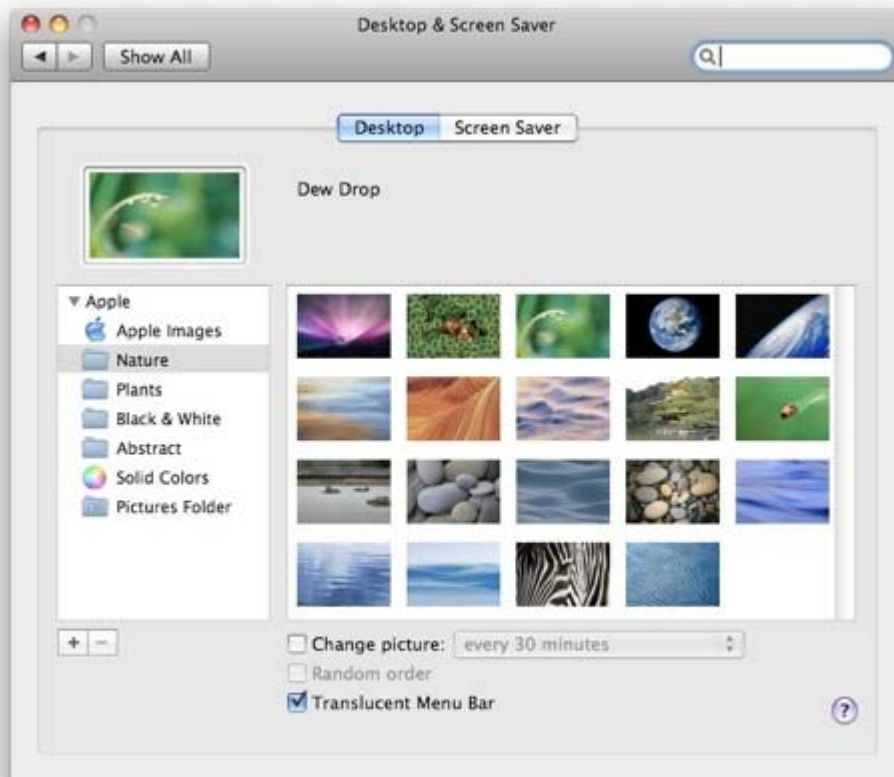 Desktop & Screen Saver
Show All
Desktop Screen Saver
Dew Drop
Apple
Apple Images
Nature
Plants
Black & White
Abstract
Solid Colors
Pictures Folder
+ −
Change picture: every 30 minutes
Random order
Translucent Menu Bar
?